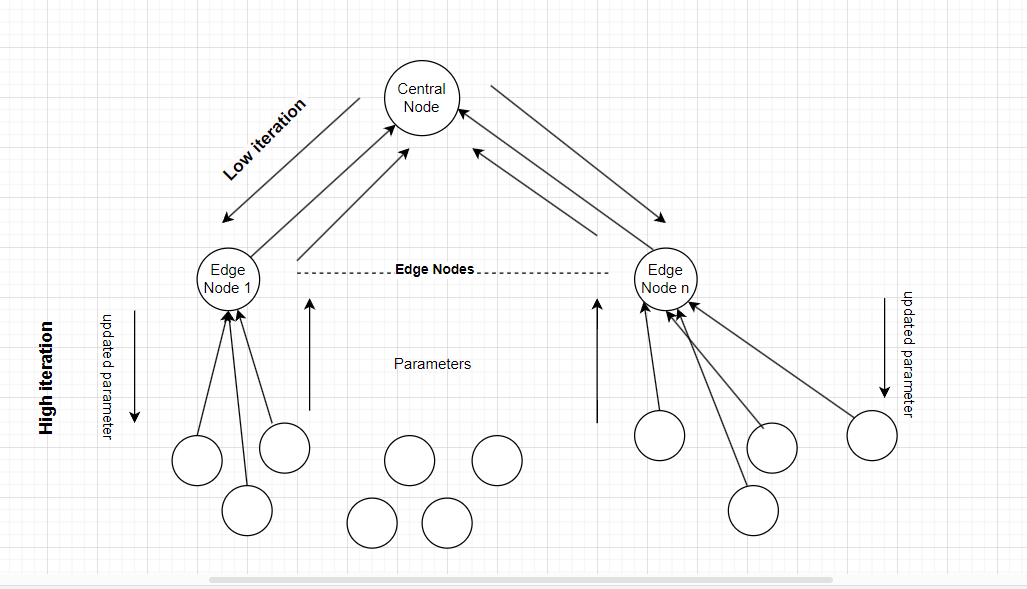 Central
Node
Low iteration
Edge
Node 1
Edge Nodes
Edge
Node n
High iteration
updated parameter
Parameters
updated parameter